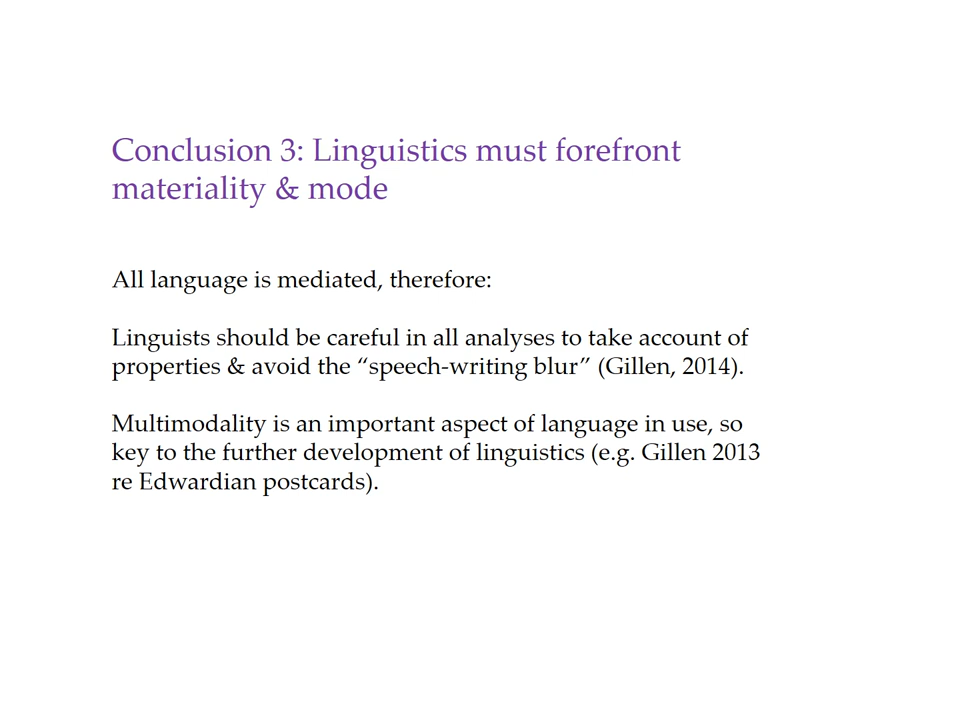 Conclusion 3: Linguistics must forefront
materiality & mode
All language is mediated, therefore:
Linguists should be careful in all analyses to take account of
properties & avoid the “speech-writing blur” (Gillen, 2014).
Multimodality is an important aspect of language in use, so
key to the further development of linguistics (e.g. Gillen 2013
re Edwardian postcards).